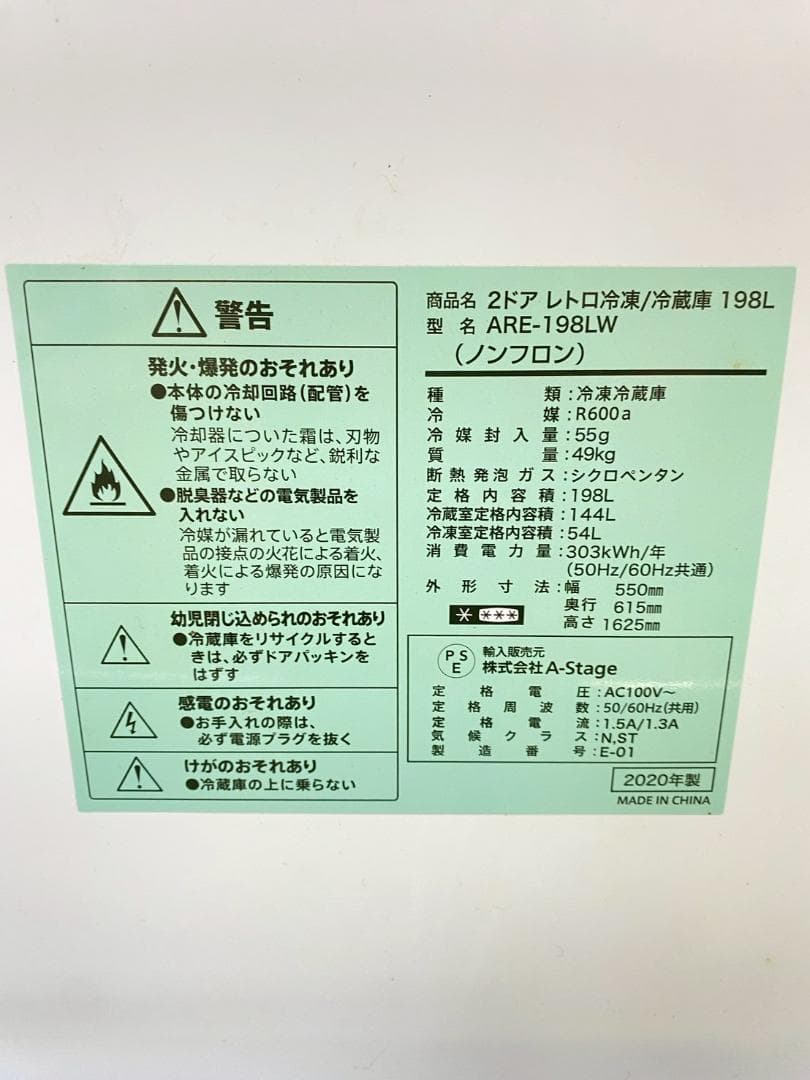 警告
発火・爆発のおそれあり
●本体の冷却回路(配管)を
傷つけない
冷却器についた霜は、刃物
やアイスピックなど、鋭利な
金属で取らない
●脱臭器などの電気製品を
入れない
冷媒が漏れていると電気製
品の接点の火花による着火、
着火による爆発の原因にな
ります
幼児閉じ込められのおそれあり
●冷蔵庫をリサイクルすると
きは、必ずドアパッキンを
はずす
感電のおそれあり
●お手入れの際は、
必ず電源プラグを抜く
けがのおそれあり
●冷蔵庫の上に乗らない
商品名 2ドア レトロ冷凍/冷蔵庫 198L
型 名 ARE-198LW
(ノンフロン)
種類:冷凍冷蔵庫
冷媒:R600a
冷媒封入量:55g
質量:49kg
断熱発泡ガス:シクロペンタン
定格内容積:198L
冷蔵室定格内容積:144L
冷凍室定格内容積:54L
消費電力量:303kWh/年
(50Hz/60Hz共通)
外形寸法:幅 550mm
奥行 615mm
高さ 1625mm
PSE
輸入販売元
株式会社A-Stage
定格電圧:AC100V~
定格周波数:50/60Hz(共用)
定格電流:1.5A/1.3A
気候クラス:N,ST
製造番号:E-01
2020年製
MADE IN CHINA